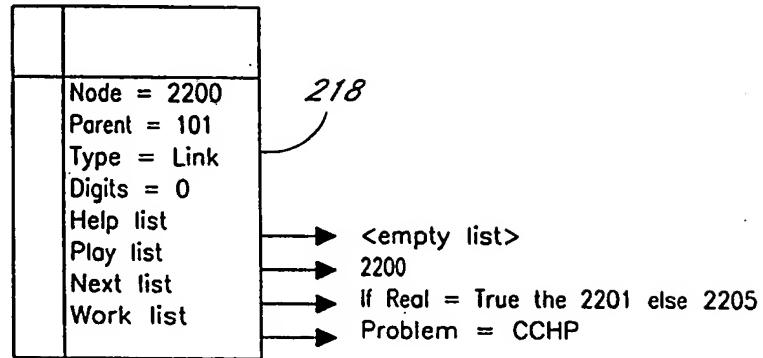 Node = 2200
218
Parent = 101
Type = Link
Digits = 0
Help list
<empty list>
Play list
2200
Next list
If Real = True the 2201 else 2205
Work list
Problem = CCHP